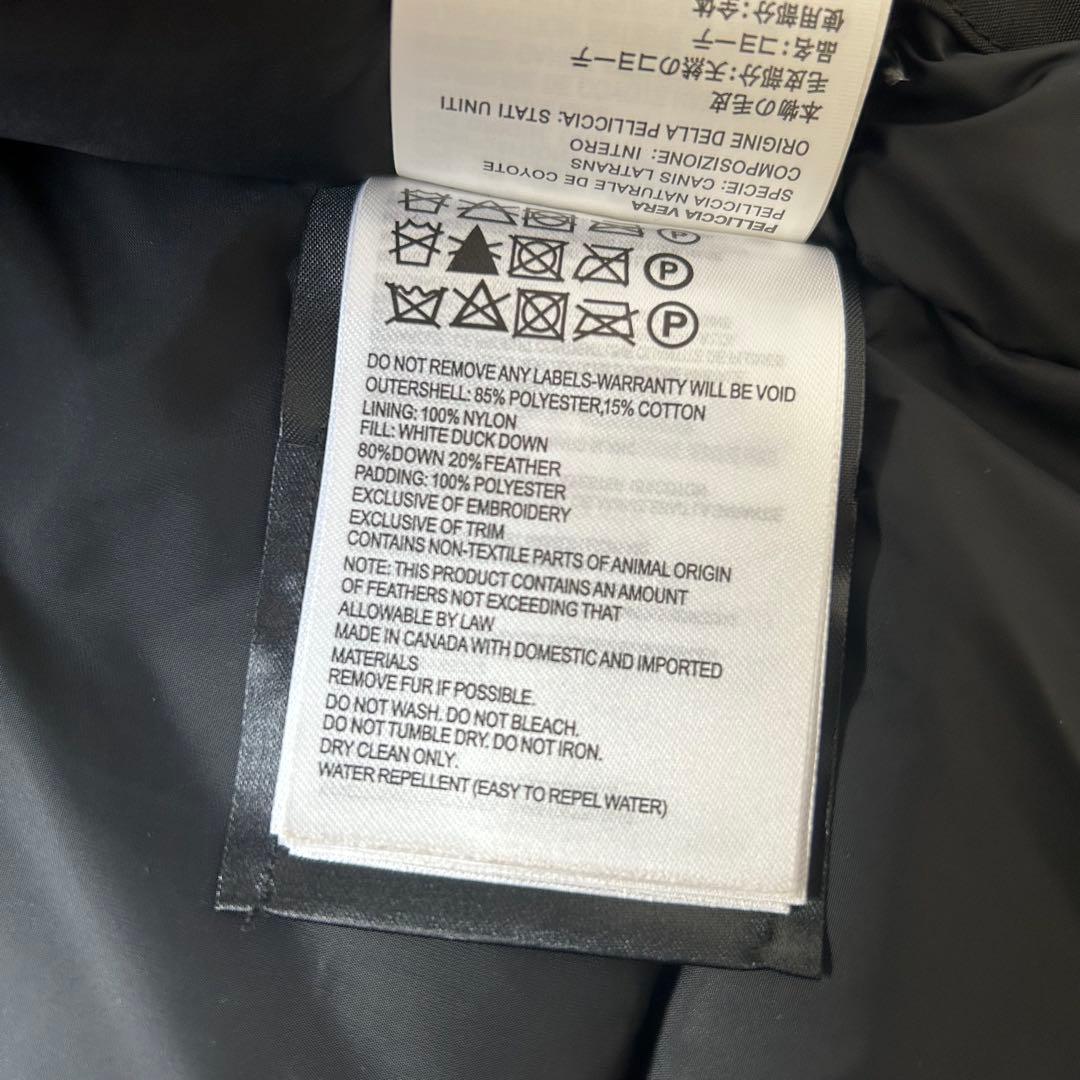 使用部分:全体
品名:コヨーテ
毛皮部分:天然のコヨーテ
本物の毛皮
ORIGINE DELLA PELLICCIA: STATI UNITI
COMPOSIZIONE: INTERO
SPECIE: CANIS LATRANS
PELLICCIA NATURALE DE COYOTE
PELLICCIA VERA
P
P
DO NOT REMOVE ANY LABELS-WARRANTY WILL BE VOID
OUTERSHELL: 85% POLYESTER,15% COTTON
LINING: 100% NYLON
FILL: WHITE DUCK DOWN
80%DOWN 20%FEATHER
PADDING: 100% POLYESTER
EXCLUSIVE OF EMBROIDERY
EXCLUSIVE OF TRIM
CONTAINS NON-TEXTILE PARTS OF ANIMAL ORIGIN
NOTE: THIS PRODUCT CONTAINS AN AMOUNT
OF FEATHERS NOT EXCEEDING THAT
ALLOWABLE BY LAW
MADE IN CANADA WITH DOMESTIC AND IMPORTED
MATERIALS
REMOVE FUR IF POSSIBLE.
DO NOT WASH. DO NOT BLEACH.
DO NOT TUMBLE DRY. DO NOT IRON.
DRY CLEAN ONLY.
WATER REPELLENT (EASY TO REPEL WATER)